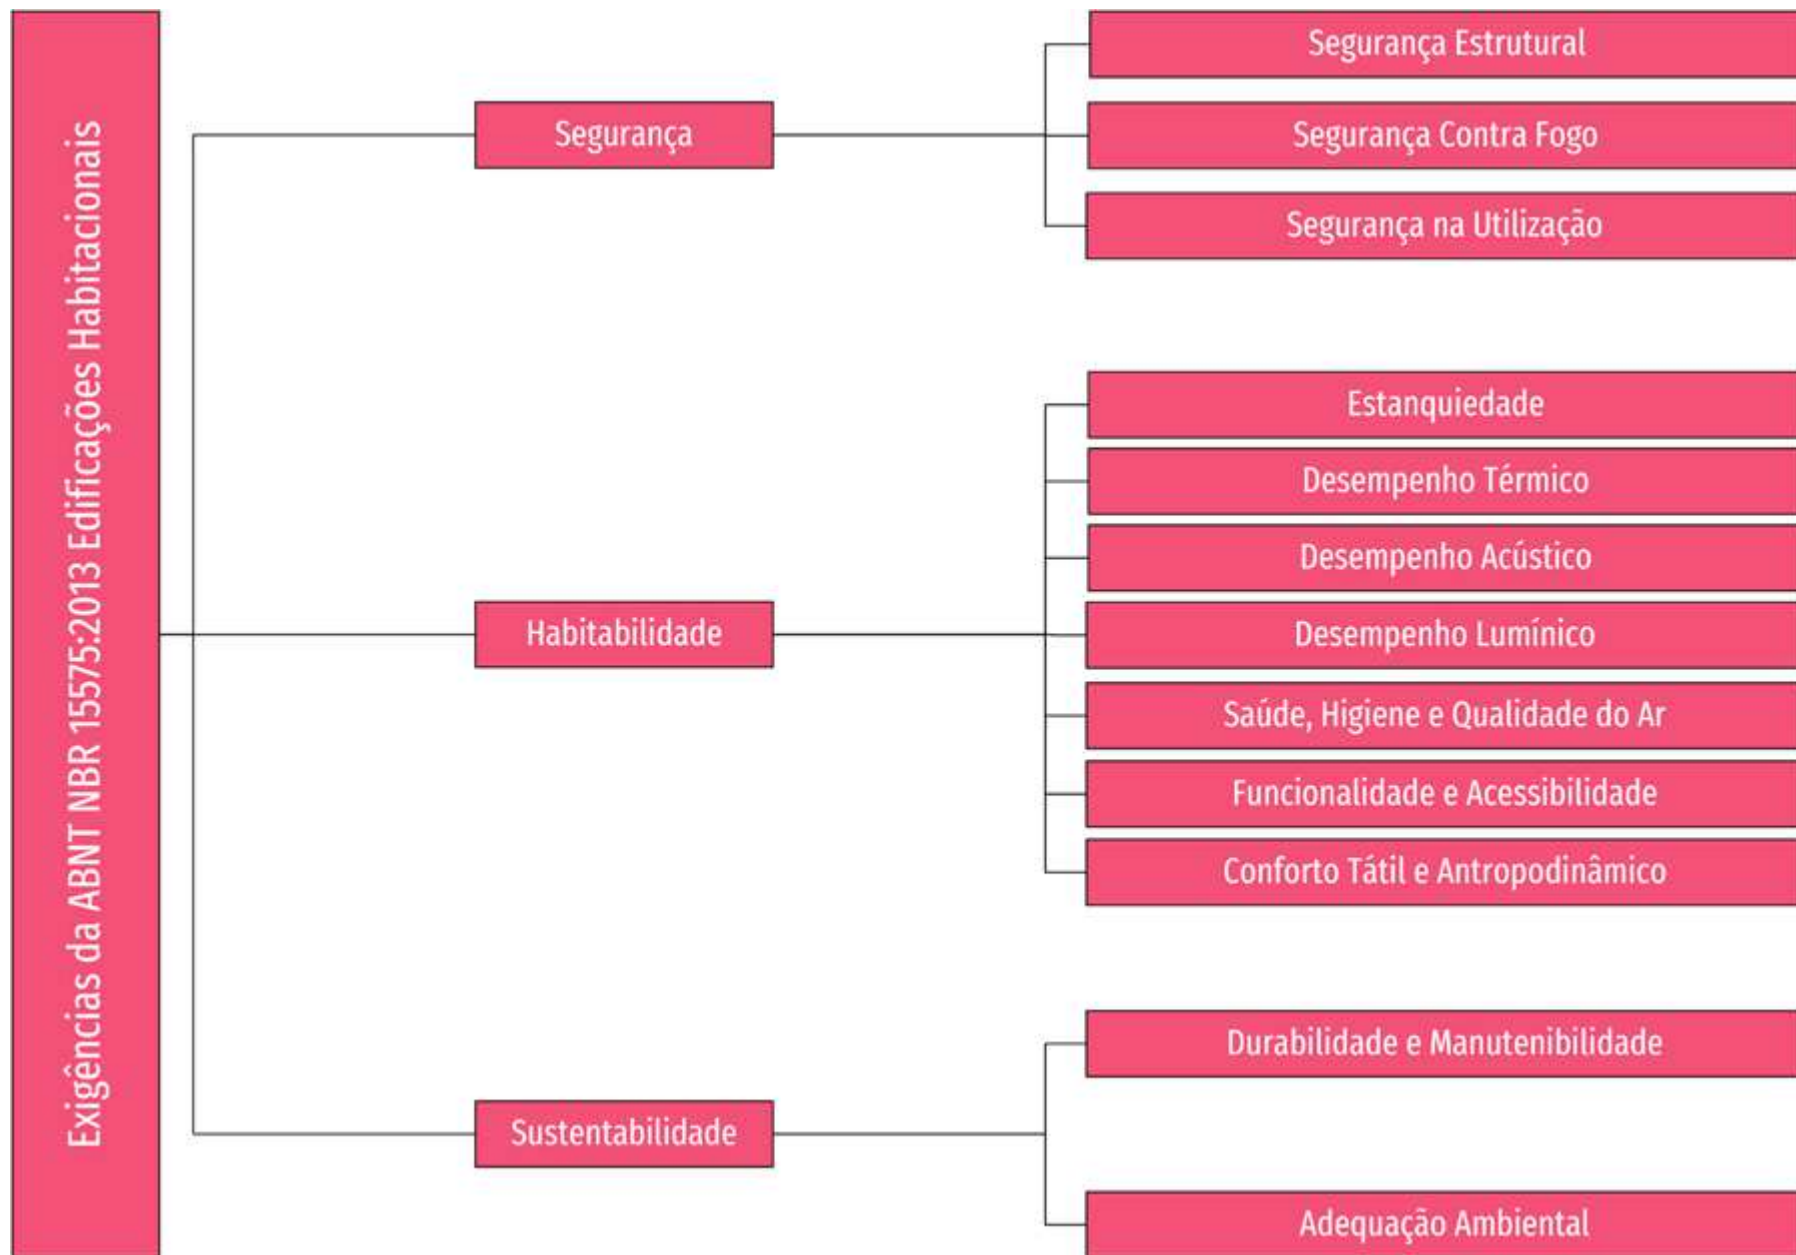 Exigências da ABNT NBR 15575:2013 Edificações Habitacionais
Segurança
Segurança Estrutural
Segurança Contra Fogo
Segurança na Utilização
Habitabilidade
Estanquiedade
Desempenho Térmico
Desempenho Acústico
Desempenho Lumínico
Saúde, Higiene e Qualidade do Ar
Funcionalidade e Acessibilidade
Conforto Tátil e Antropodinâmico
Sustentabilidade
Durabilidade e Manutenibilidade
Adequação Ambiental